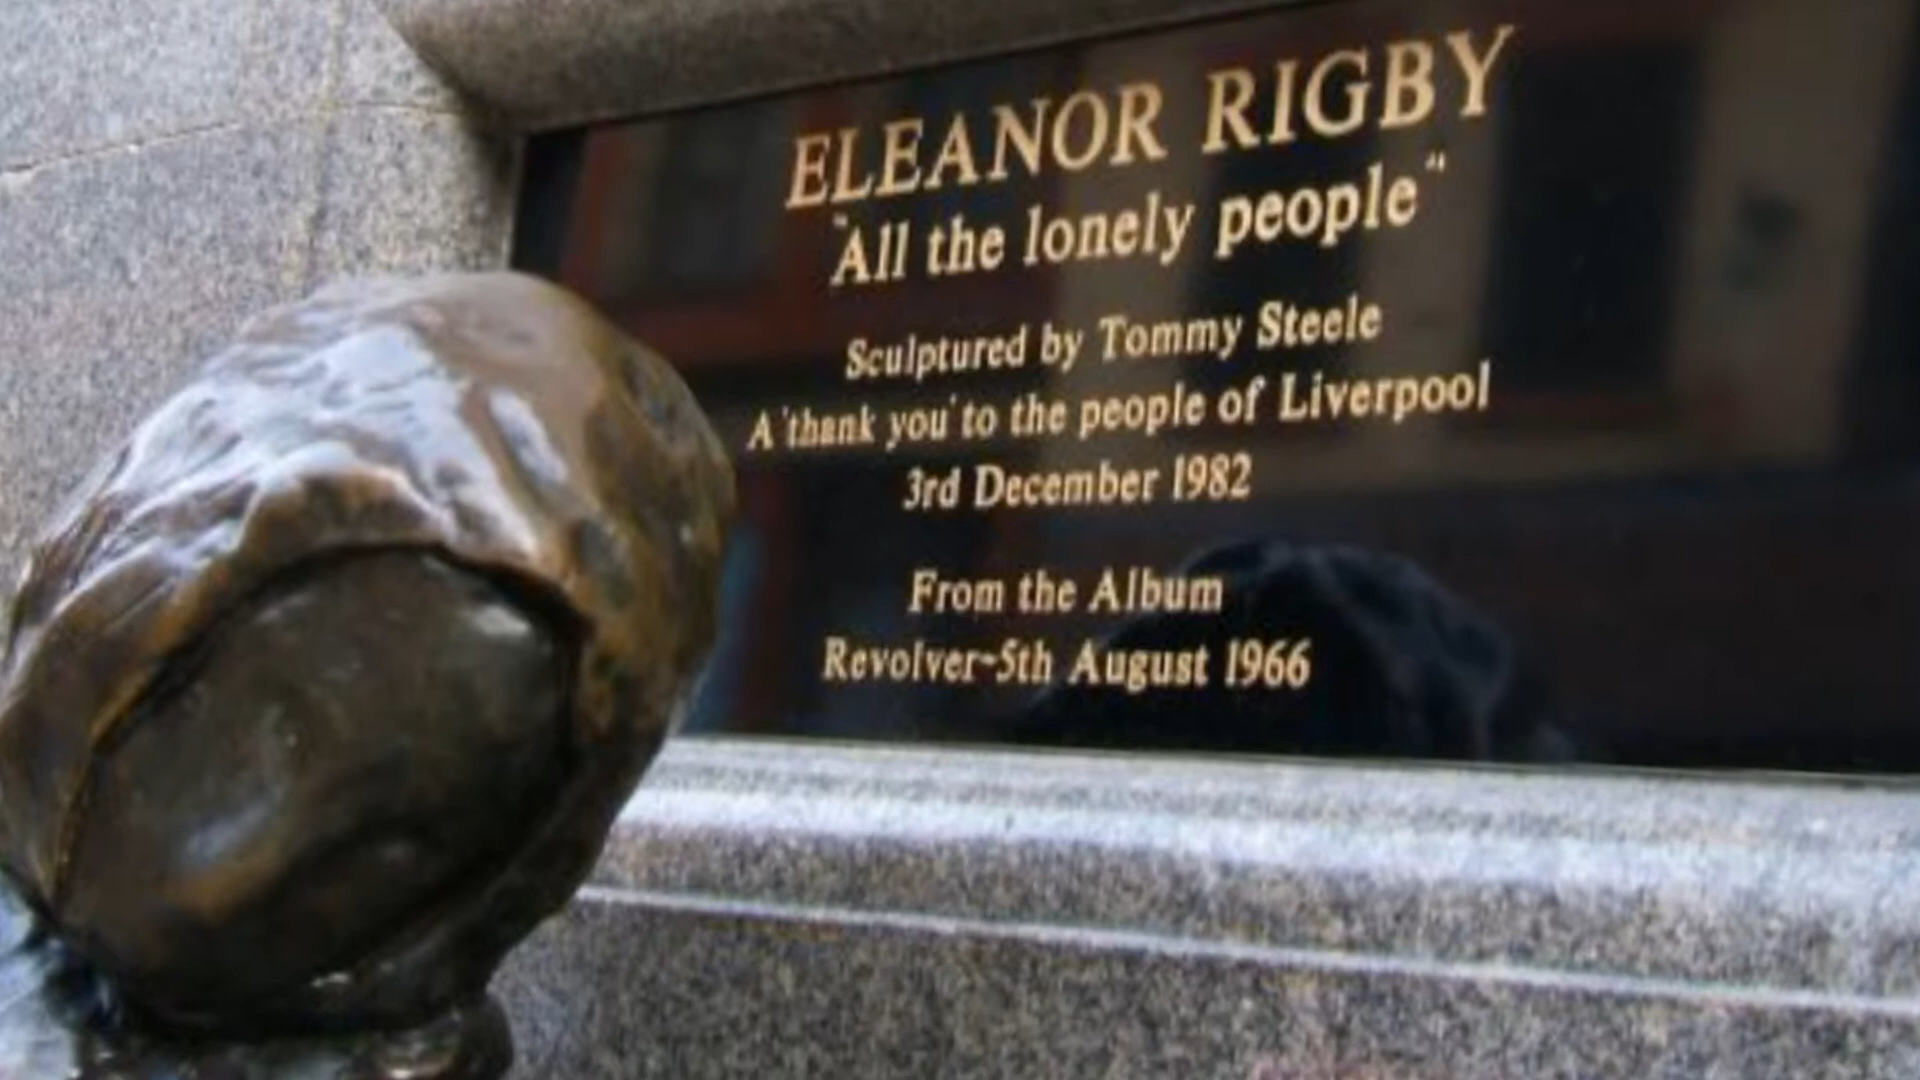 ELEANOR RIGBY
"All the lonely people"
Sculptured by Tommy Steele
A 'thank you' to the people of Liverpool
3rd December 1982
From the Album
Revolver-5th August 1966